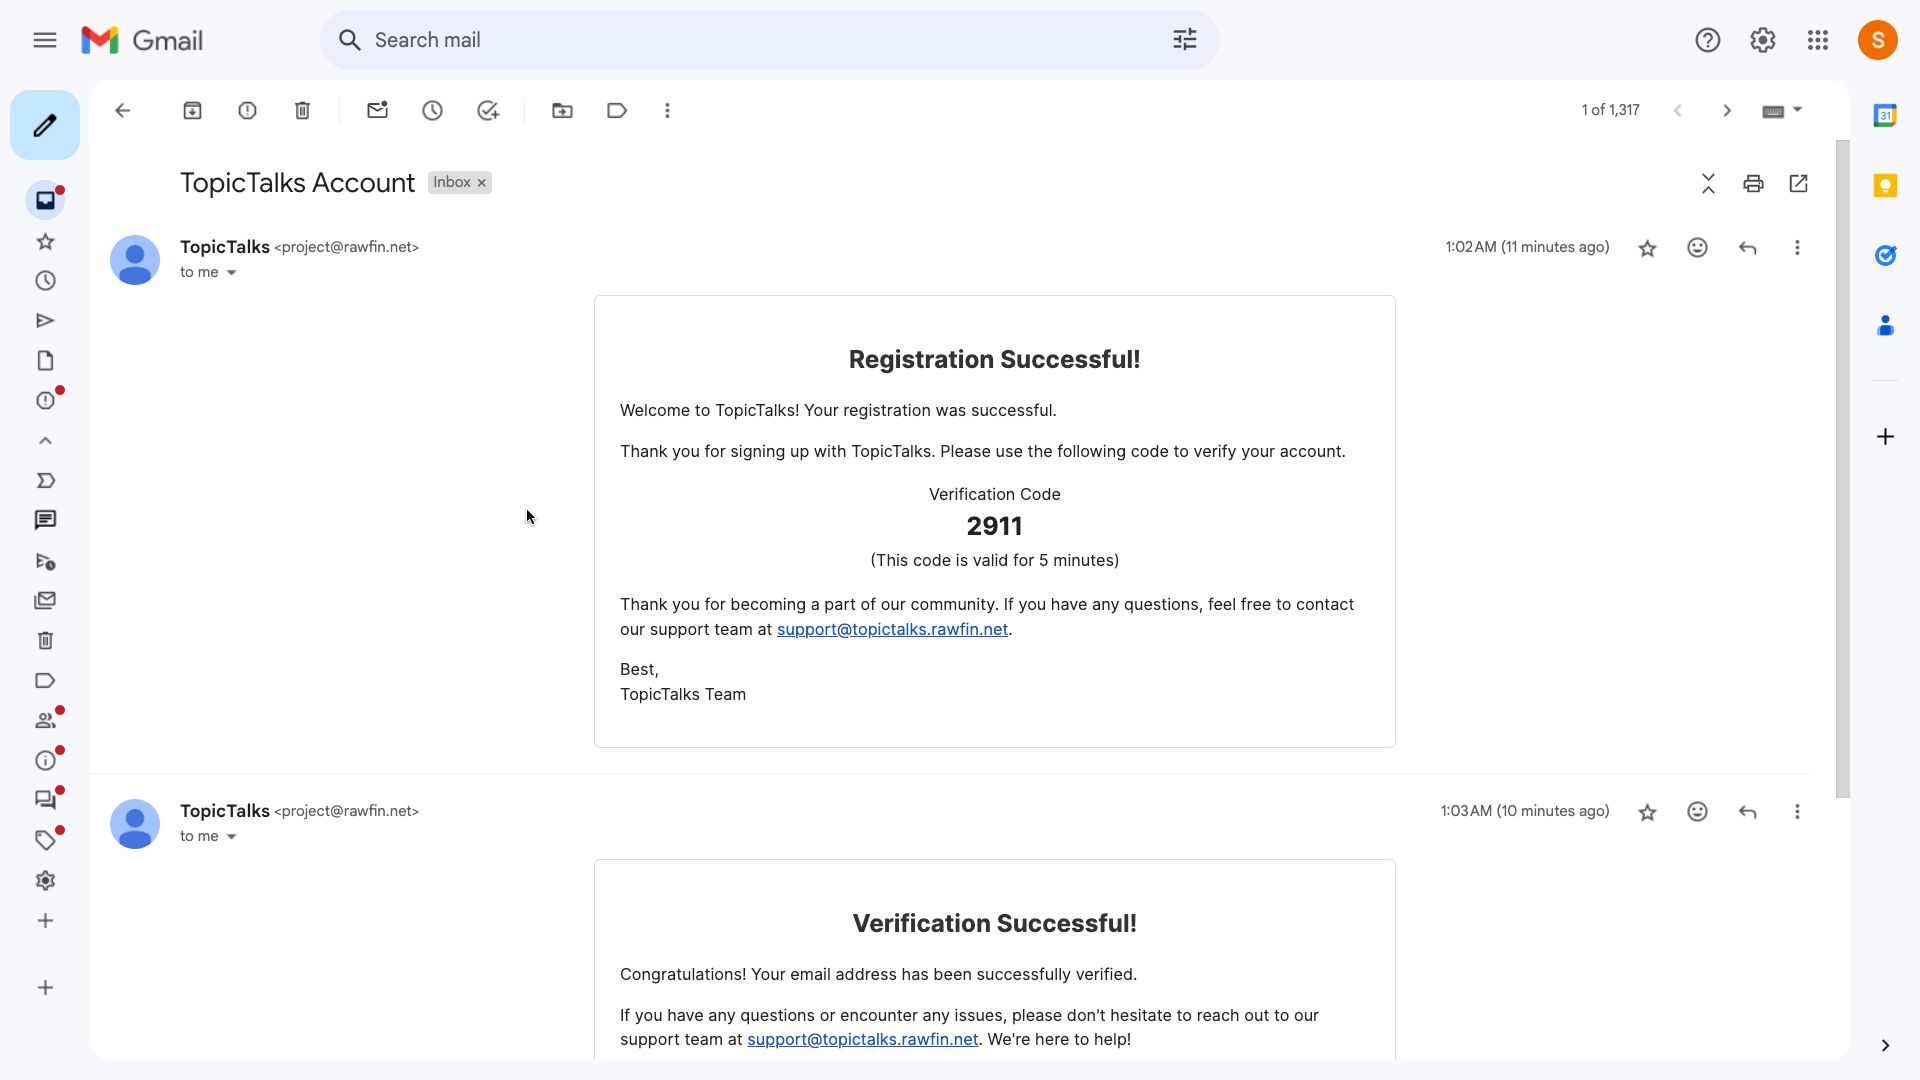 Gmail
Search mail
S
1 of 1,317
31
TopicTalks Account Inbox
TopicTalks <project@rawfin.net>
1:02 AM (11 minutes ago)
to me
Registration Successful!
Welcome to TopicTalks! Your registration was successful.
Thank you for signing up with TopicTalks. Please use the following code to verify your account.
Verification Code
2911
(This code is valid for 5 minutes)
Thank you for becoming a part of our community. If you have any questions, feel free to contact
our support team at support@topictalks.rawfin.net.
Best,
TopicTalks Team
TopicTalks <project@rawfin.net>
1:03 AM (10 minutes ago)
to me
Verification Successful!
Congratulations! Your email address has been successfully verified.
If you have any questions or encounter any issues, please don't hesitate to reach out to our
support team at support@topictalks.rawfin.net. We're here to help!